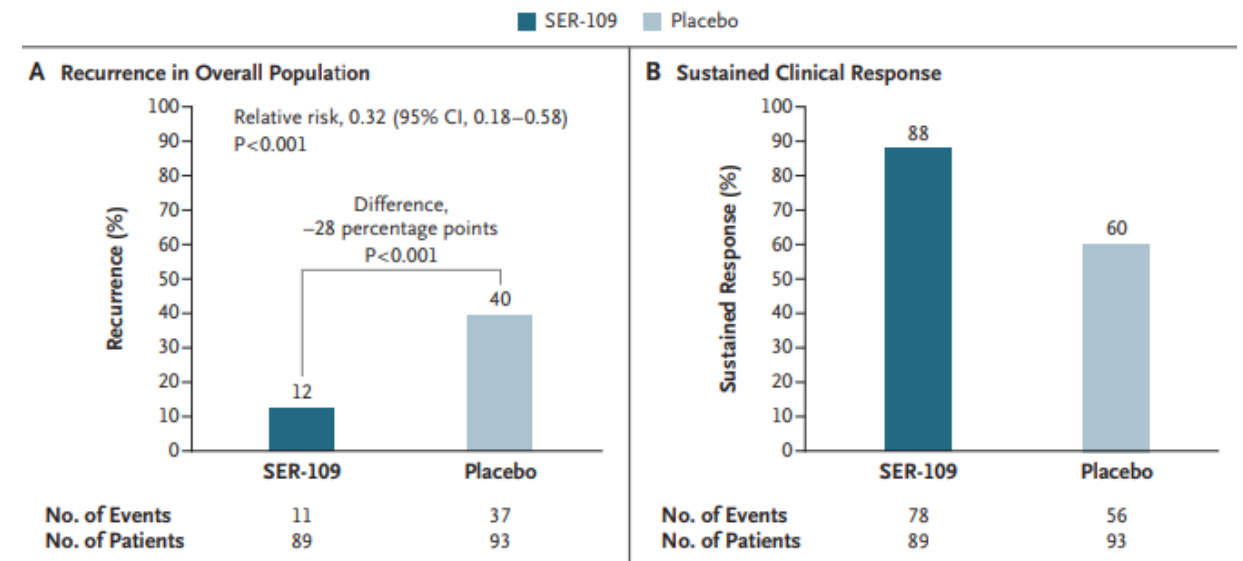 SER-109 Placebo
A Recurrence in Overall Population
Relative risk, 0.32 (95% CI, 0.18–0.58)
P<0.001
Difference,
–28 percentage points
P<0.001
Recurrence (%)
100
90
80
70
60
50
40
30
20
10
0
12
40
SER-109 Placebo
No. of Events 11 37
No. of Patients 89 93
B Sustained Clinical Response
Sustained Response (%)
100
90
80
70
60
50
40
30
20
10
0
88
60
SER-109 Placebo
No. of Events 78 56
No. of Patients 89 93